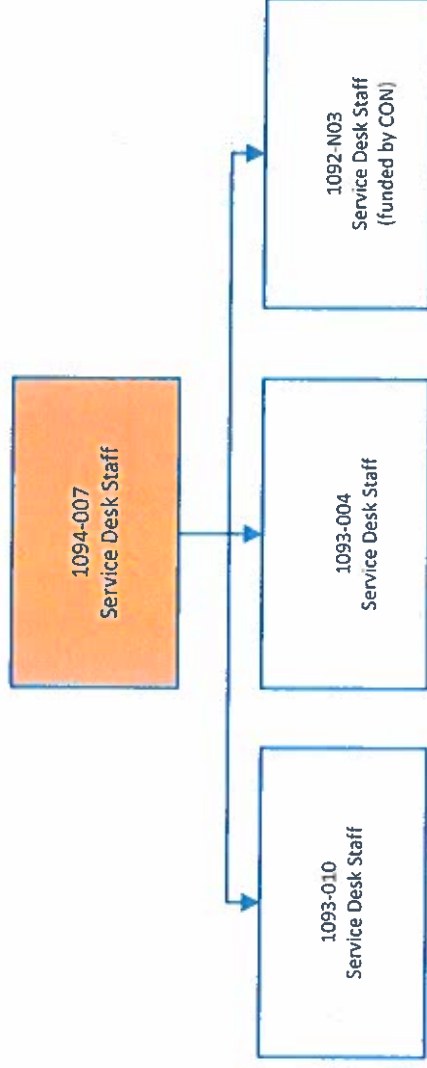 1094-007
Service Desk Staff
1093-010
Service Desk Staff
1093-004
Service Desk Staff
1092-N03
Service Desk Staff
(funded by CON)